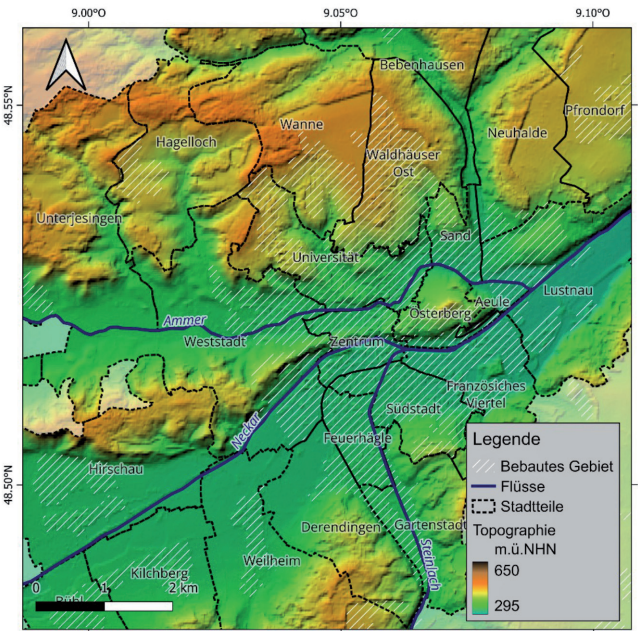 9.00°O 9.05°O 9.10°O
48.55°N
48.50°N
Bebenhausen
Pfrondorf
Wanne
Neuhalde
Hagelloch
Waldhäuser
Ost
Unterjesingen
Sand
Universität
Lustnau
Aeule
Österberg
Ammer
Weststadt
Zentrum
Französiches
Viertel
Südstadt
Neckar
Feuerhägle
Hirschau
Derendingen
Gartenstadt
Steinlach
Weilheim
Kilchberg
Bühl
0 1 2 km
Legende
Bebautes Gebiet
Flüsse
Stadtteile
Topographie
m.ü.NHN
650
295